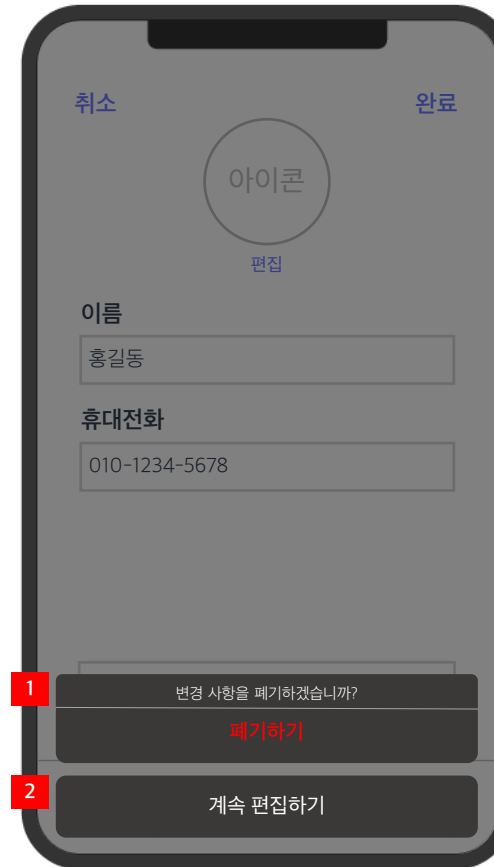 취소
완료
아이콘
편집
이름
홍길동
휴대전화
010-1234-5678
1
변경 사항을 폐기하겠습니까?
폐기하기
2
계속 편집하기